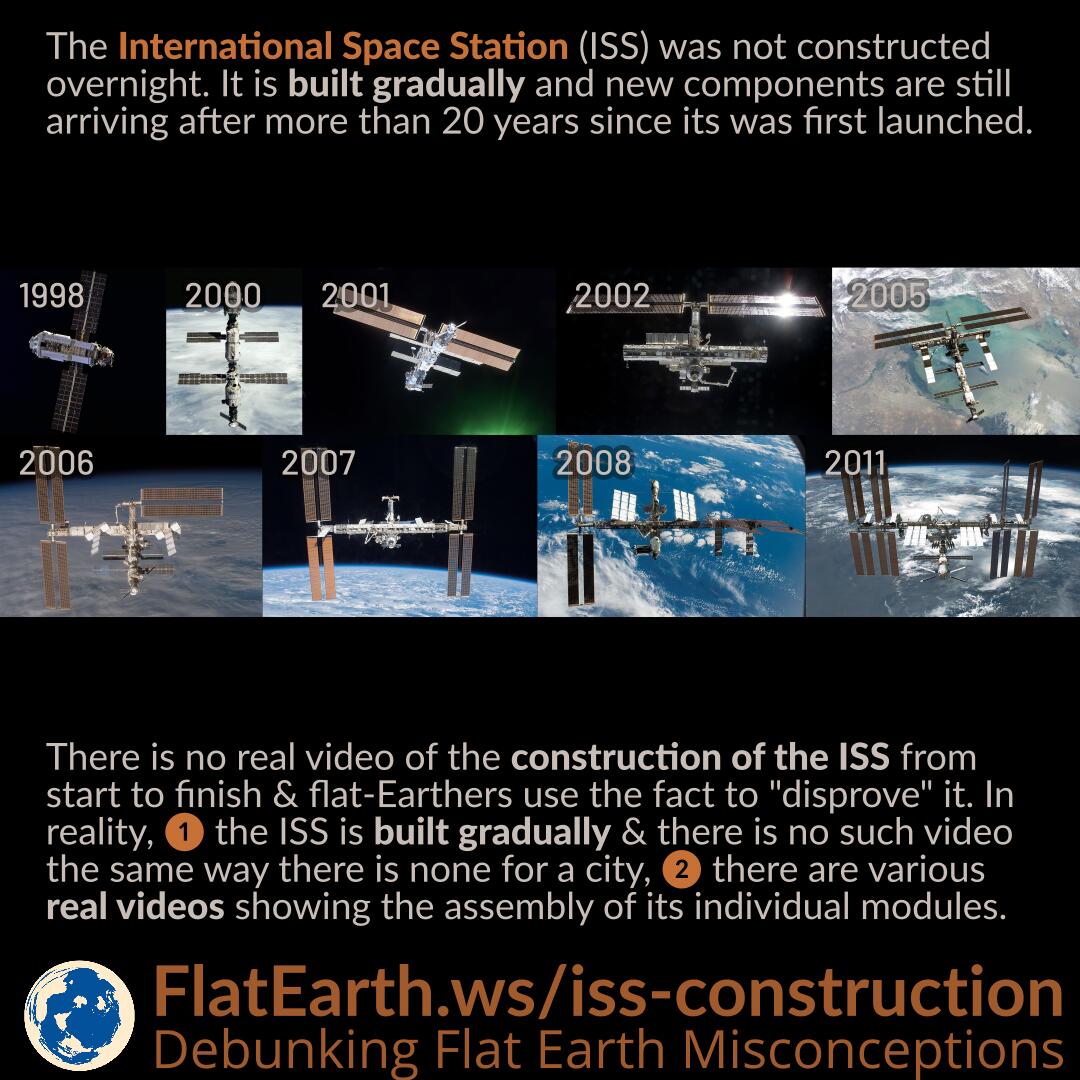 The International Space Station (ISS) was not constructed
overnight. It is built gradually and new components are still
arriving after more than 20 years since its was first launched.
1998
2000
2001
2002
2005
2006
2007
2008
2011
There is no real video of the construction of the ISS from
start to finish & flat-Earthers use the fact to "disprove" it. In
reality, 1 the ISS is built gradually & there is no such video
the same way there is none for a city, 2 there are various
real videos showing the assembly of its individual modules.
FlatEarth.ws/iss-construction
Debunking Flat Earth Misconceptions